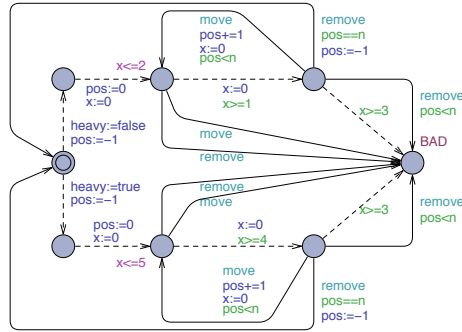 move
pos+=1
x:=0
pos<n
remove
pos==n
pos:=−1
x<=2
pos:=0
x:=0
x:=0
x>=1
x>=3
remove
pos<n
heavy:=false
pos:=−1
move
remove
BAD
heavy:=true
pos:=−1
remove
move
x>=3
remove
pos<n
pos:=0
x:=0
x:=0
x>=4
x<=5
move
pos+=1
x:=0
pos<n
remove
pos==n
pos:=−1